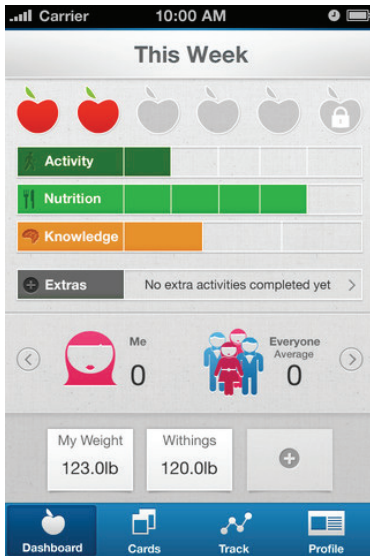 Carrier 10:00 AM
This Week
Activity
Nutrition
Knowledge
Extras No extra activities completed yet
Me
0
Everyone
Average
0
My Weight
123.0lb
Withings
120.0lb
Dashboard Cards Track Profile